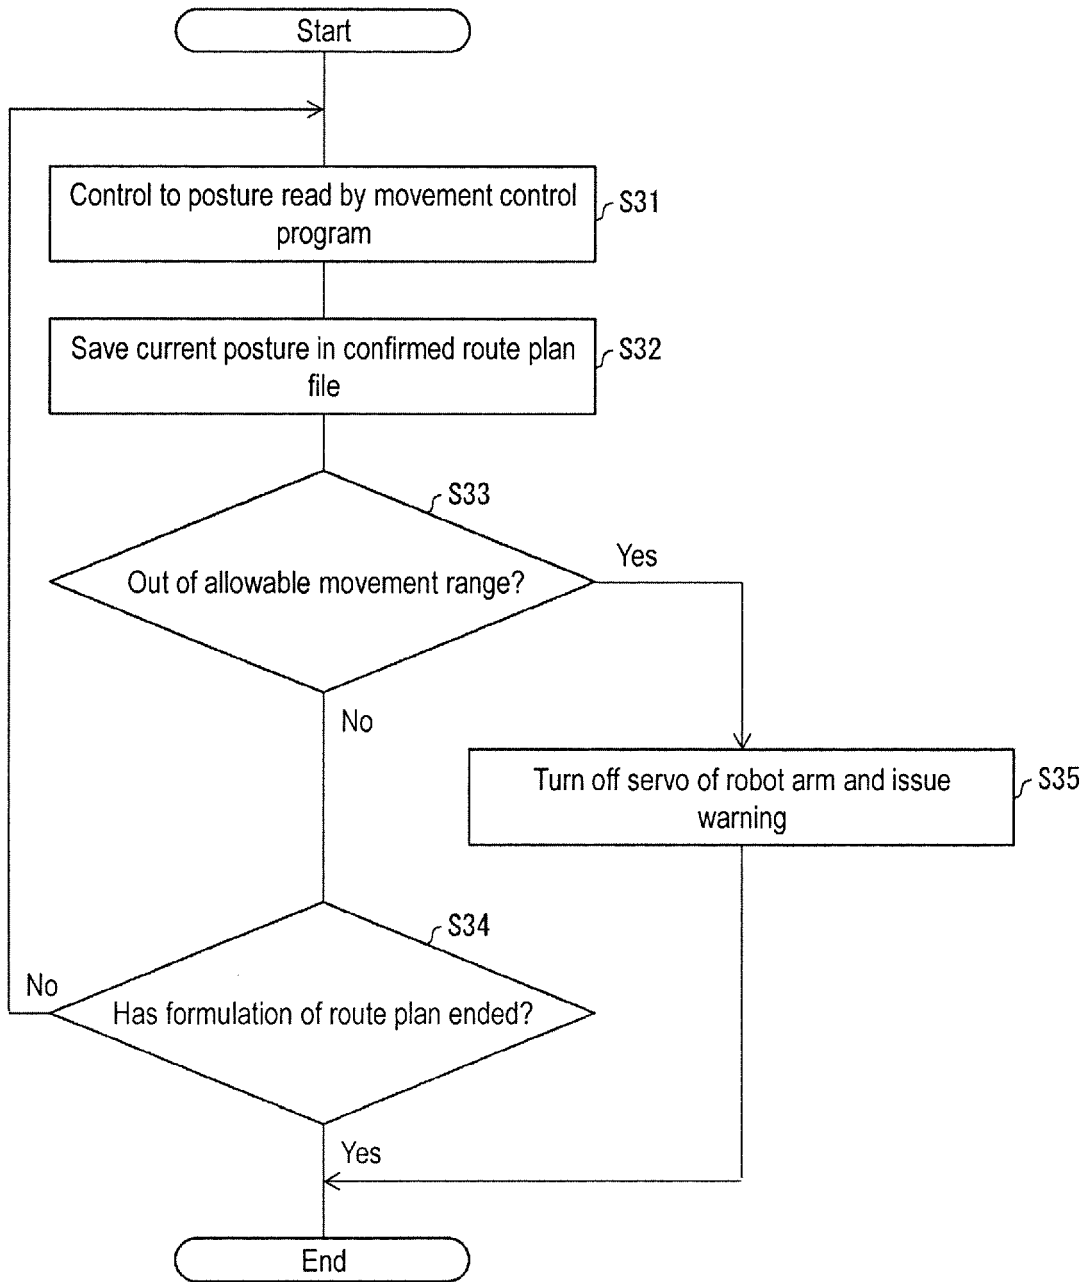 Start
Control to posture read by movement control
program
S31
Save current posture in confirmed route plan
file
S32
S33
Out of allowable movement range?
Yes
No
Turn off servo of robot arm and issue
warning
S35
S34
No
Has formulation of route plan ended?
Yes
End